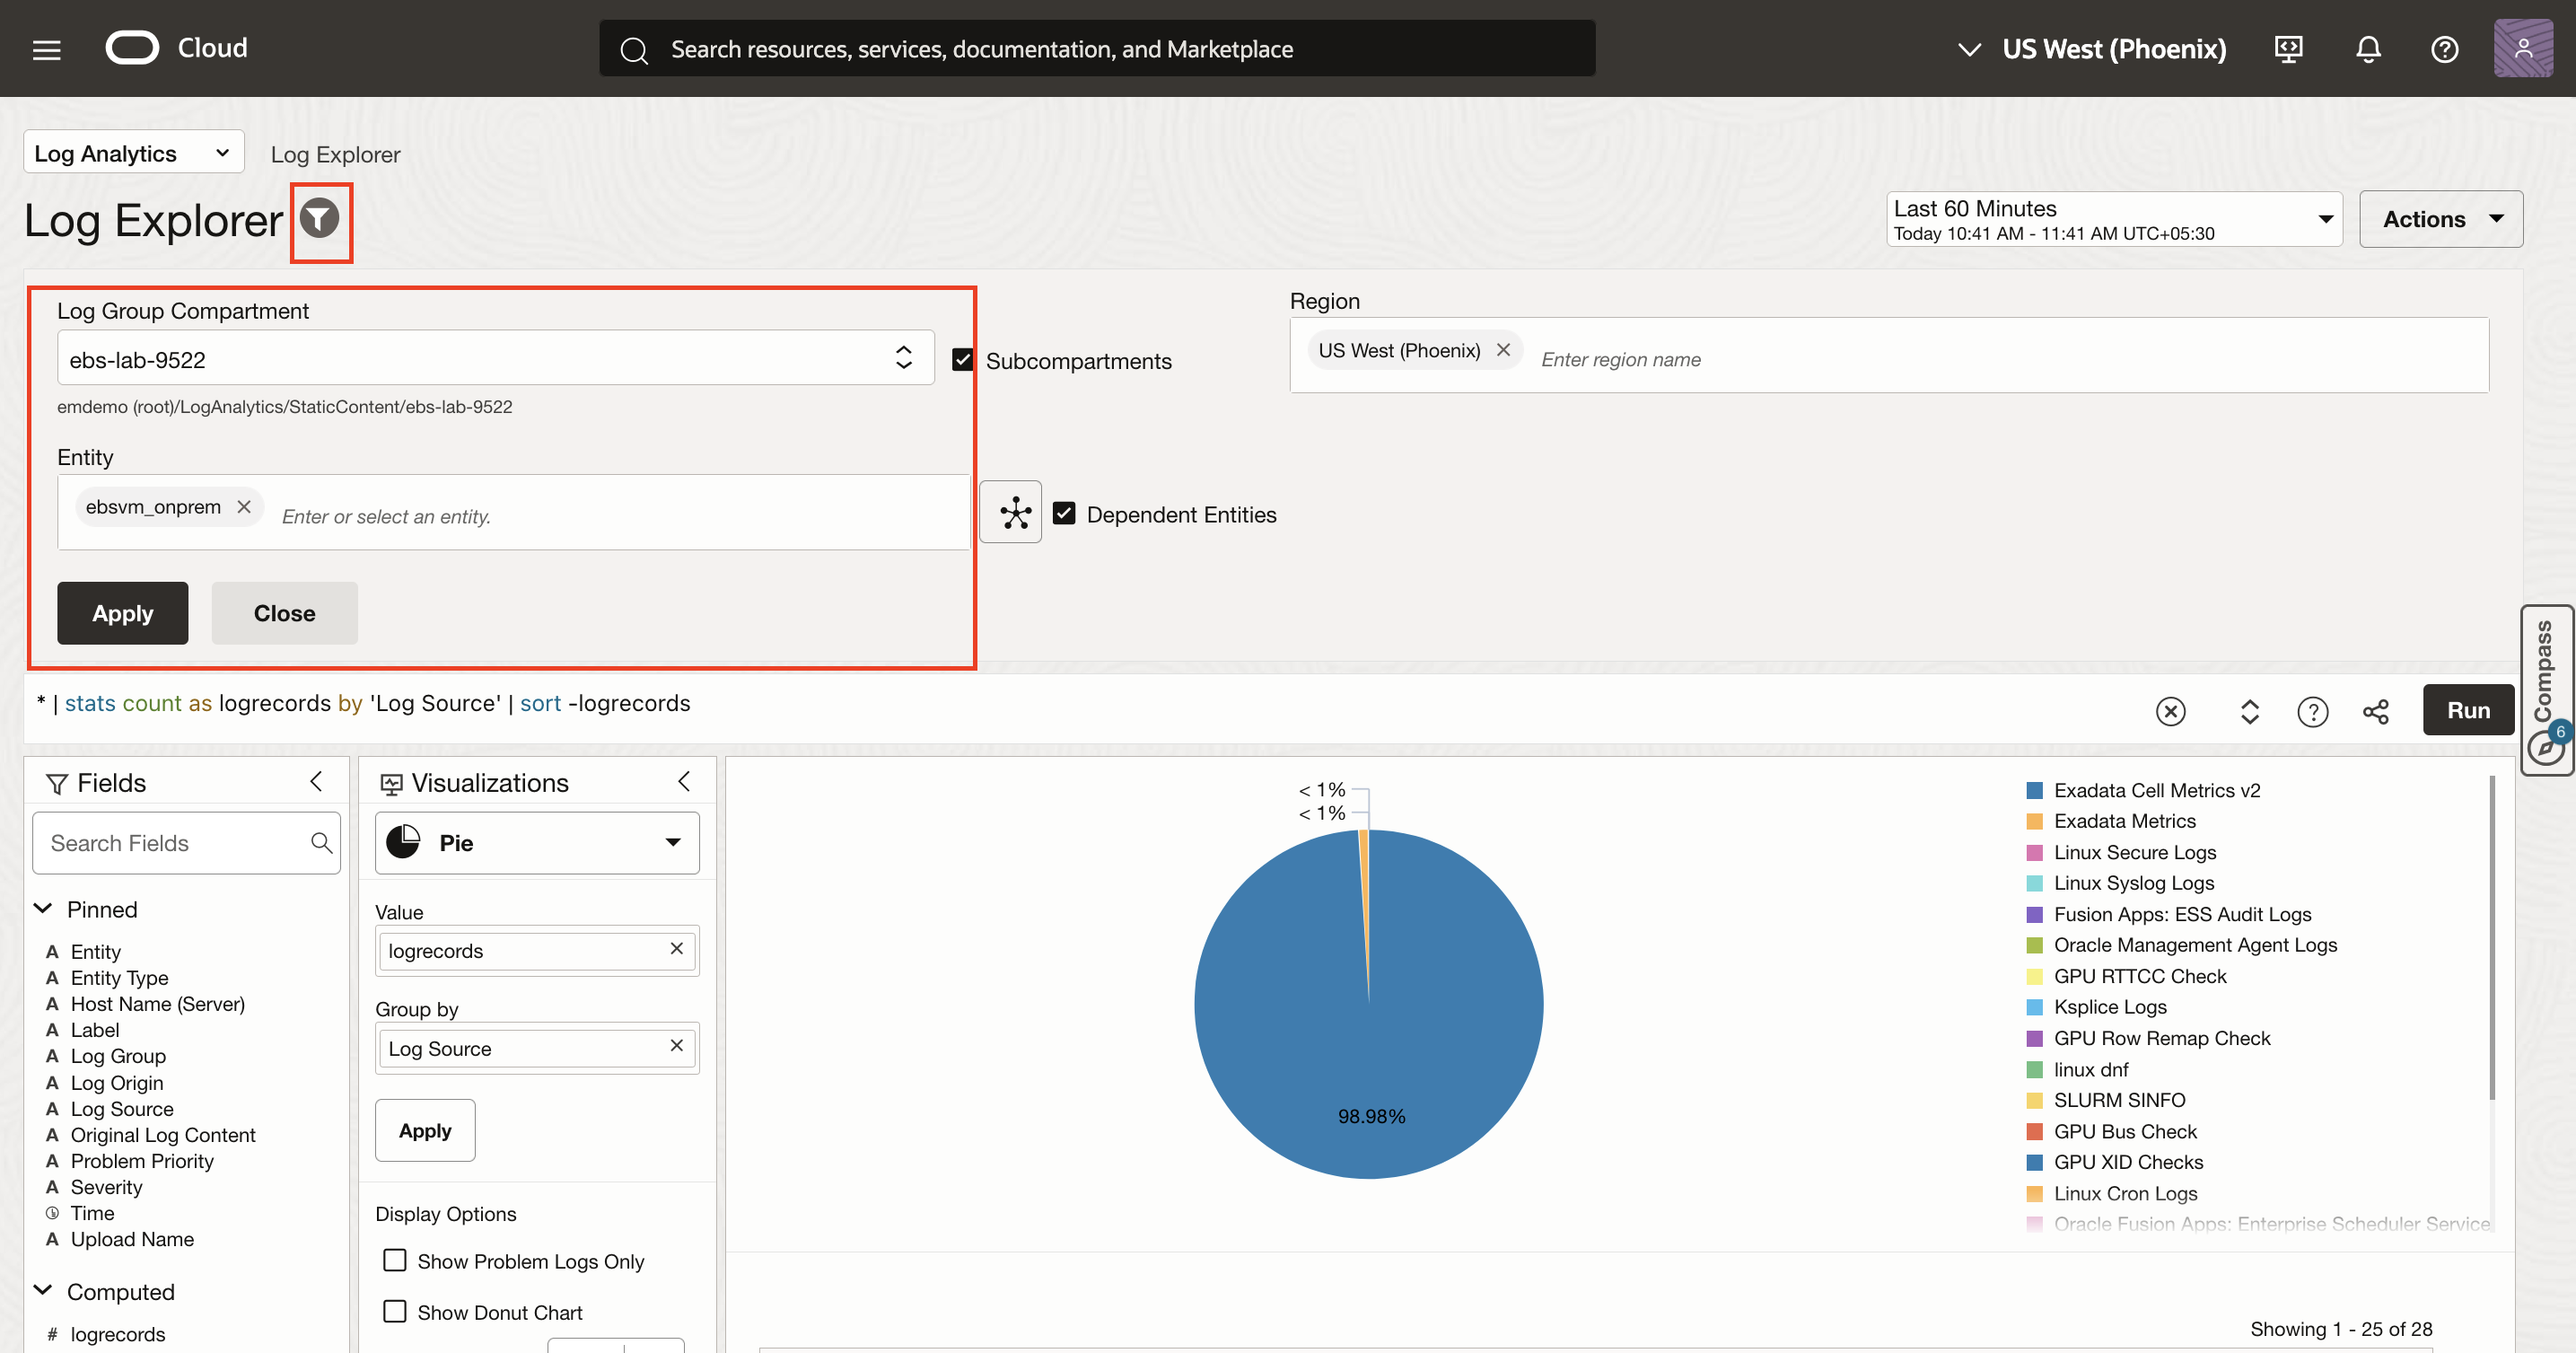 Cloud
Search resources, services, documentation, and Marketplace
US West (Phoenix)
Log Analytics
Log Explorer
Log Explorer
Last 60 Minutes
Today 10:41 AM - 11:41 AM UTC+05:30
Actions
Log Group Compartment
ebs-lab-9522
Subcompartments
emdemo (root)/LogAnalytics/StaticContent/ebs-lab-9522
Region
US West (Phoenix)
Enter region name
Entity
ebsvm_onprem
Enter or select an entity.
Dependent Entities
Apply
Close
Compass
6
* | stats count as logrecords by 'Log Source' | sort -logrecords
Run
Fields
Search Fields
Pinned
A Entity
A Entity Type
A Host Name (Server)
A Label
A Log Group
A Log Origin
A Log Source
A Original Log Content
A Problem Priority
A Severity
Time
A Upload Name
Computed
# logrecords
Visualizations
Pie
Value
logrecords
Group by
Log Source
Apply
Display Options
Show Problem Logs Only
Show Donut Chart
< 1%
< 1%
98.98%
Exadata Cell Metrics v2
Exadata Metrics
Linux Secure Logs
Linux Syslog Logs
Fusion Apps: ESS Audit Logs
Oracle Management Agent Logs
GPU RTTCC Check
Ksplice Logs
GPU Row Remap Check
linux dnf
SLURM SINFO
GPU Bus Check
GPU XID Checks
Linux Cron Logs
Oracle Fusion Apps: Enterprise Scheduler Service
Showing 1 - 25 of 28